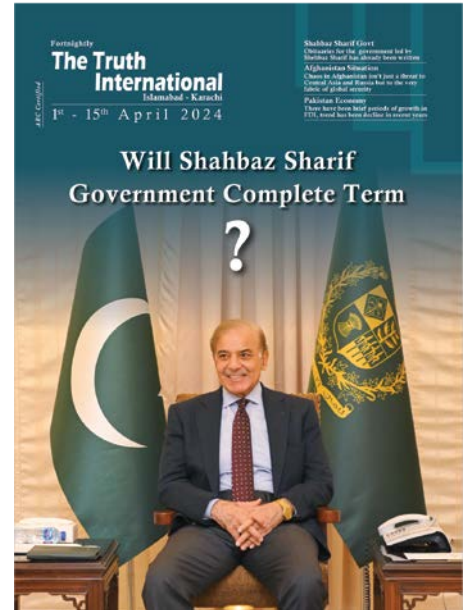 Fortnightly
The Truth
International
Islamabad - Karachi
ABC Certified
1st - 15th April 2024
Shahbaz Sharif Govt
Obituaries for the government led by
Shehbaz Sharif has already been written
Afghanistan Situation
Chaos in Afghanistan isn't just a threat to
Central Asia and Russia but to the very
fabric of global security
Pakistan Economy
There have been brief periods of growth in
FDI, trend has been decline in recent years
Will Shahbaz Sharif
Government Complete Term
?